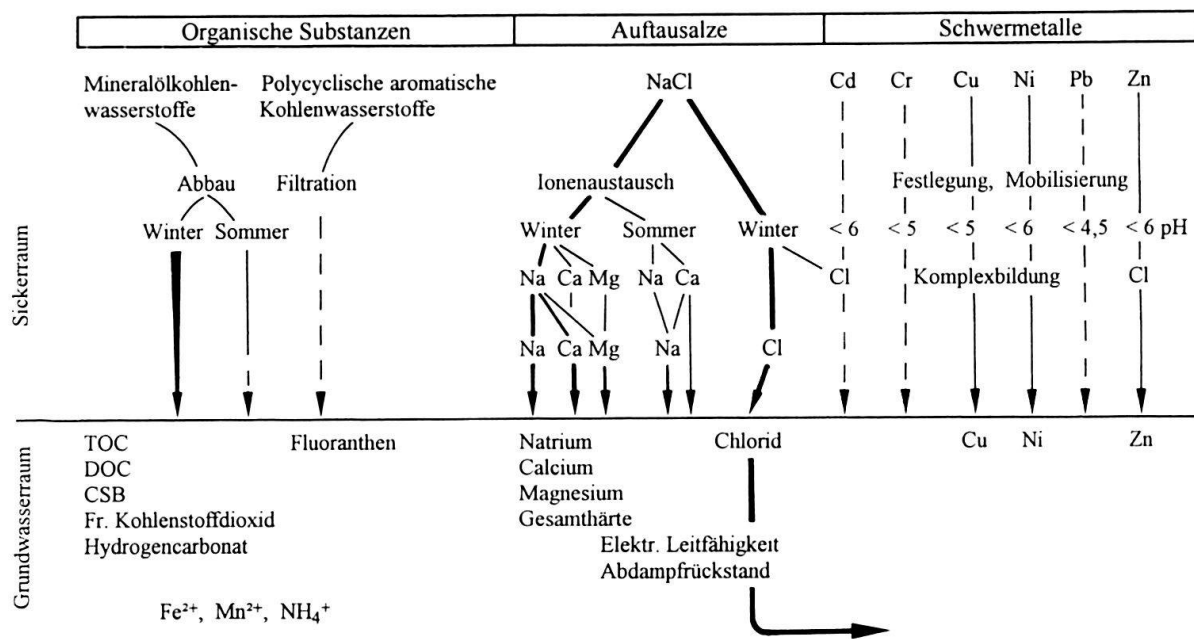 Organische Substanzen Auftausalze Schwermetalle
Mineralölkohlen- Polycyclische aromatische NaCl Cd Cr Cu Ni Pb Zn
wasserstoffe Kohlenwasserstoffe
Abbau Filtration Ionenaustausch Festlegung, Mobilisierung
Winter Sommer Winter Sommer Winter < 6 < 5 < 5 < 6 < 4,5 < 6 pH
Na Ca Mg Na Ca Cl Komplexbildung Cl
Na Ca Mg Na Cl
Sickerraum
TOC Fluoranthen Natrium Chlorid Cu Ni Zn
DOC Calcium
CSB Magnesium
Fr. Kohlenstoffdioxid Gesamthärte
Hydrogencarbonat Elektr. Leitfähigkeit
Abdampfrückstand
Fe²⁺, Mn²⁺, NH₄⁺
Grundwasserraum